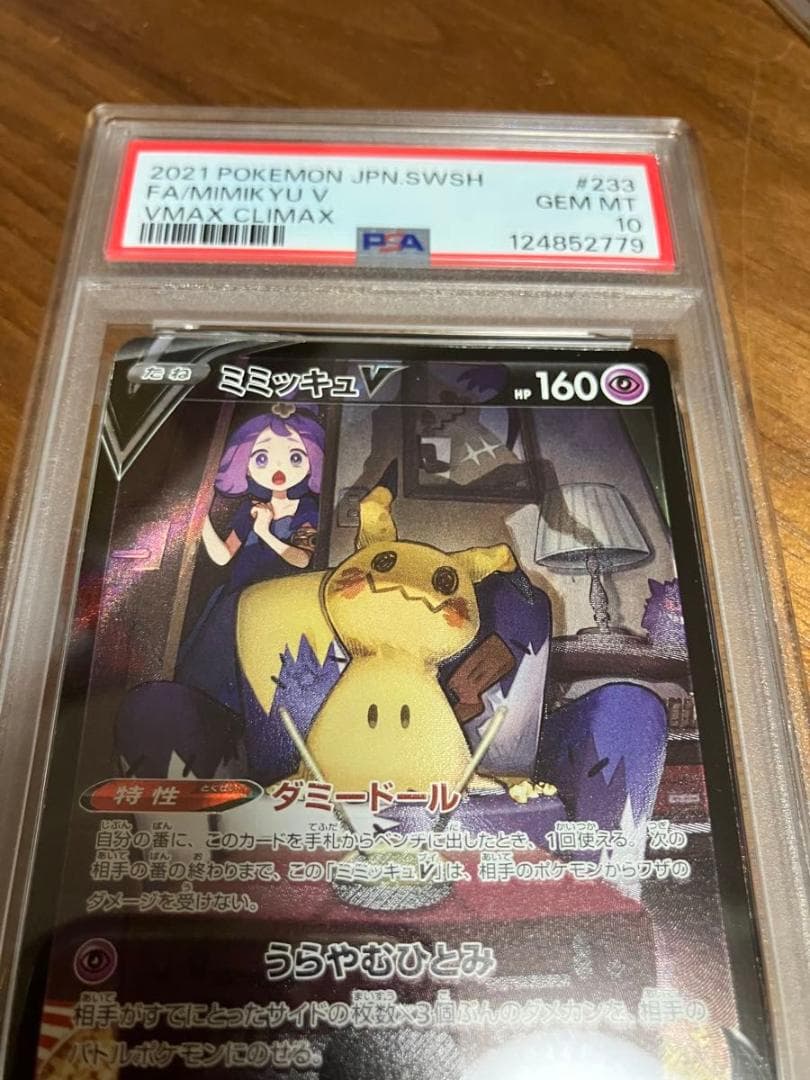 2021 POKEMON JPN.SWSH #233
FA/MIMIKYU V GEM MT
VMAX CLIMAX 10
PSA 124852779
たね ミミッキュV HP 160
特性 とくせい ダミードール
自分の番に、このカードを手札からベンチに出したとき、1回使える。次の
相手の番の終わりまで、この「ミミッキュV」は、相手のポケモンからワザの
ダメージを受けない。
うらやむひとみ
相手がすでにとったサイドの枚数×3個ぶんのダメカンを、相手の
バトルポケモンにのせる。